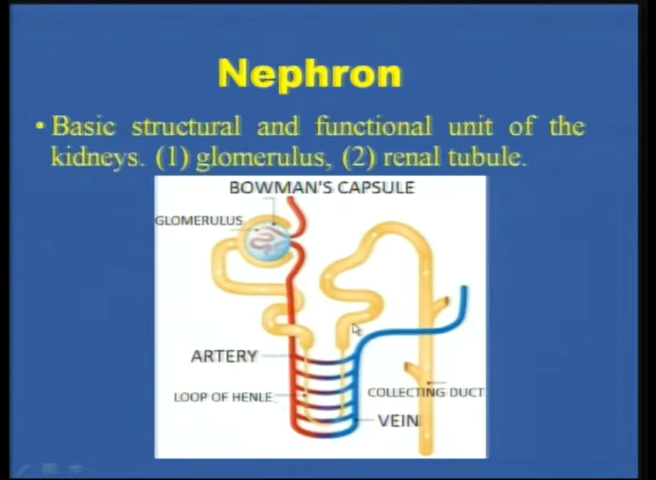 Nephron
• Basic structural and functional unit of the
kidneys. (1) glomerulus, (2) renal tubule.
BOWMAN'S CAPSULE
GLOMERULUS
ARTERY
LOOP OF HENLE
COLLECTING DUCT
VEIN